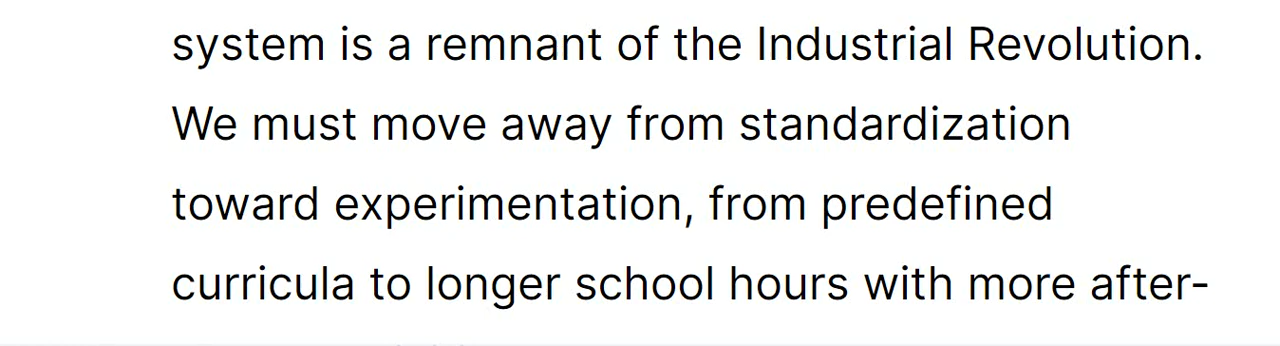 system is a remnant of the Industrial Revolution.
We must move away from standardization
toward experimentation, from predefined
curricula to longer school hours with more after-